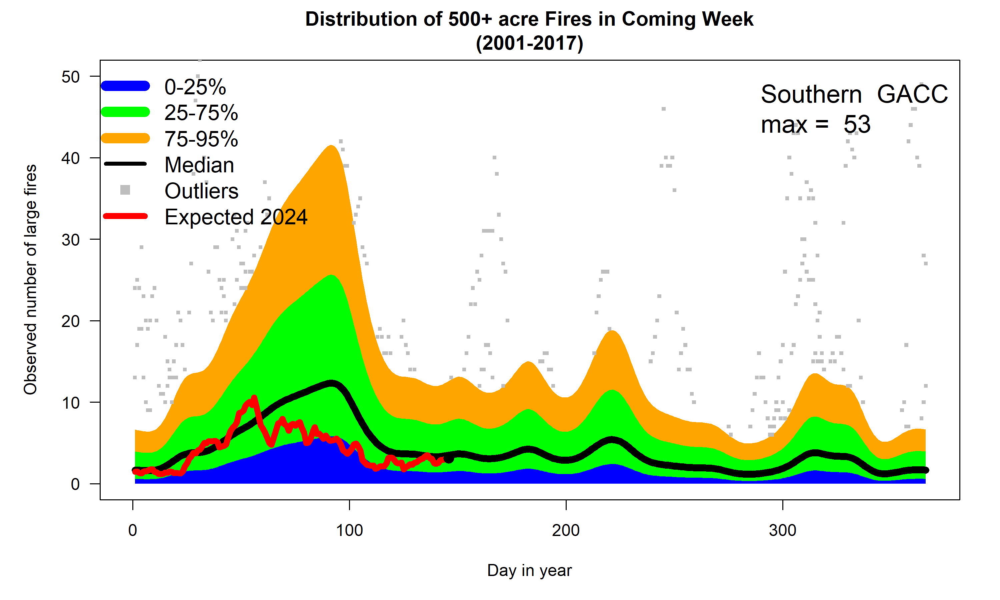 Distribution of 500+ acre Fires in Coming Week
(2001-2017)
0-25%
25-75%
75-95%
Median
Outliers
Expected 2024
Southern GACC
max = 53
Observed number of large fires
50
40
30
20
10
0
0 100 200 300
Day in year